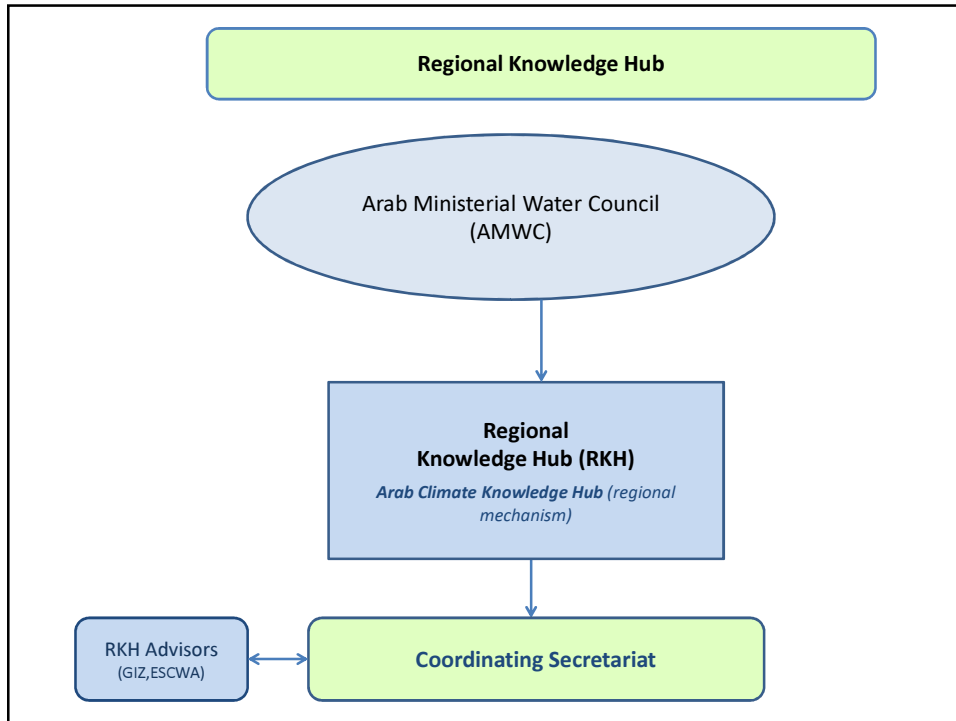 Regional Knowledge Hub
Arab Ministerial Water Council
(AMWC)
Regional
Knowledge Hub (RKH)
Arab Climate Knowledge Hub (regional
mechanism)
RKH Advisors
(GIZ,ESCWA)
Coordinating Secretariat